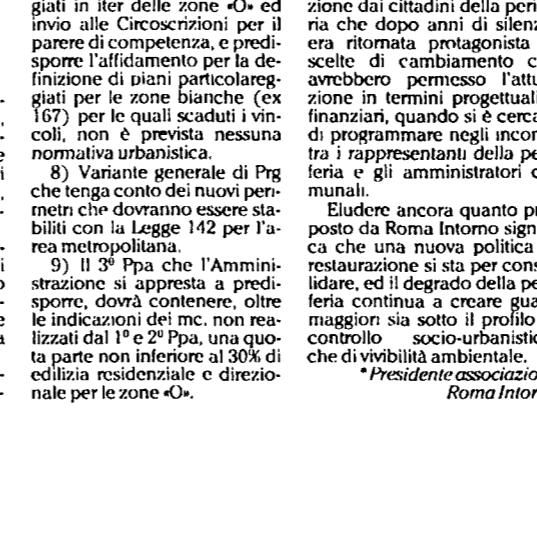 giati in iter delle zone «O» ed
invio alle Circoscrizioni per il
parere di competenza, e predi-
sporre l'affidamento per la de-
finizione di piani particolareg-
giati per le zone bianche (ex
167) per le quali scaduti i vin-
coli, non è prevista nessuna
normativa urbanistica.
8) Variante generale di Prg
che tenga conto dei nuovi peri-
metri che dovranno essere sta-
biliti con la Legge 142 per l'a-
rea metropolitana.
9) Il 3º Ppa che l'Ammini-
strazione si appresta a predi-
sporre, dovrà contenere, oltre
le indicazioni dei mc. non rea-
lizzati dal 1º e 2º Ppa, una quo-
ta parte non inferiore al 30% di
edilizia residenziale e direzio-
nale per le zone «O».
zione dai cittadini della peri
ria che dopo anni di silenz
era ritornata protagonista
scelte di cambiamento c
avrebbero permesso l'attu
zione in termini progettuali
finanziari, quando si è cerca
di programmare negli incon
tra i rappresentanti della pe
feria e gli amministratori c
munali.
Eludere ancora quanto pr
posto da Roma Intorno sign
ca che una nuova politica
restaurazione si sta per cons
lidare, ed il degrado della pe
feria continua a creare gua
maggiori sia sotto il profilo
controllo socio-urbanistic
che di vivibilità ambientale.
*Presidente associazio
Roma Intor